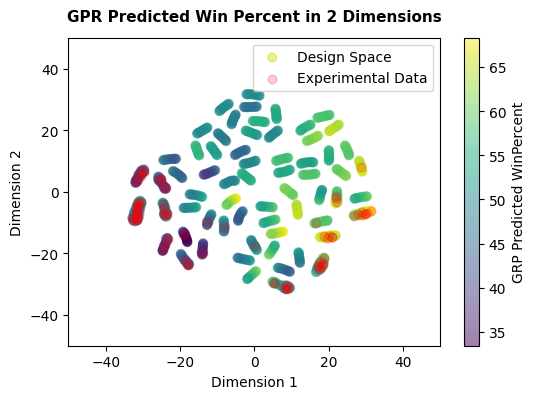 GPR Predicted Win Percent in 2 Dimensions
Design Space
Experimental Data
40
20
0
−20
−40
Dimension 2
−40
−20
0
20
40
Dimension 1
65
60
55
50
45
40
35
GRP Predicted WinPercent